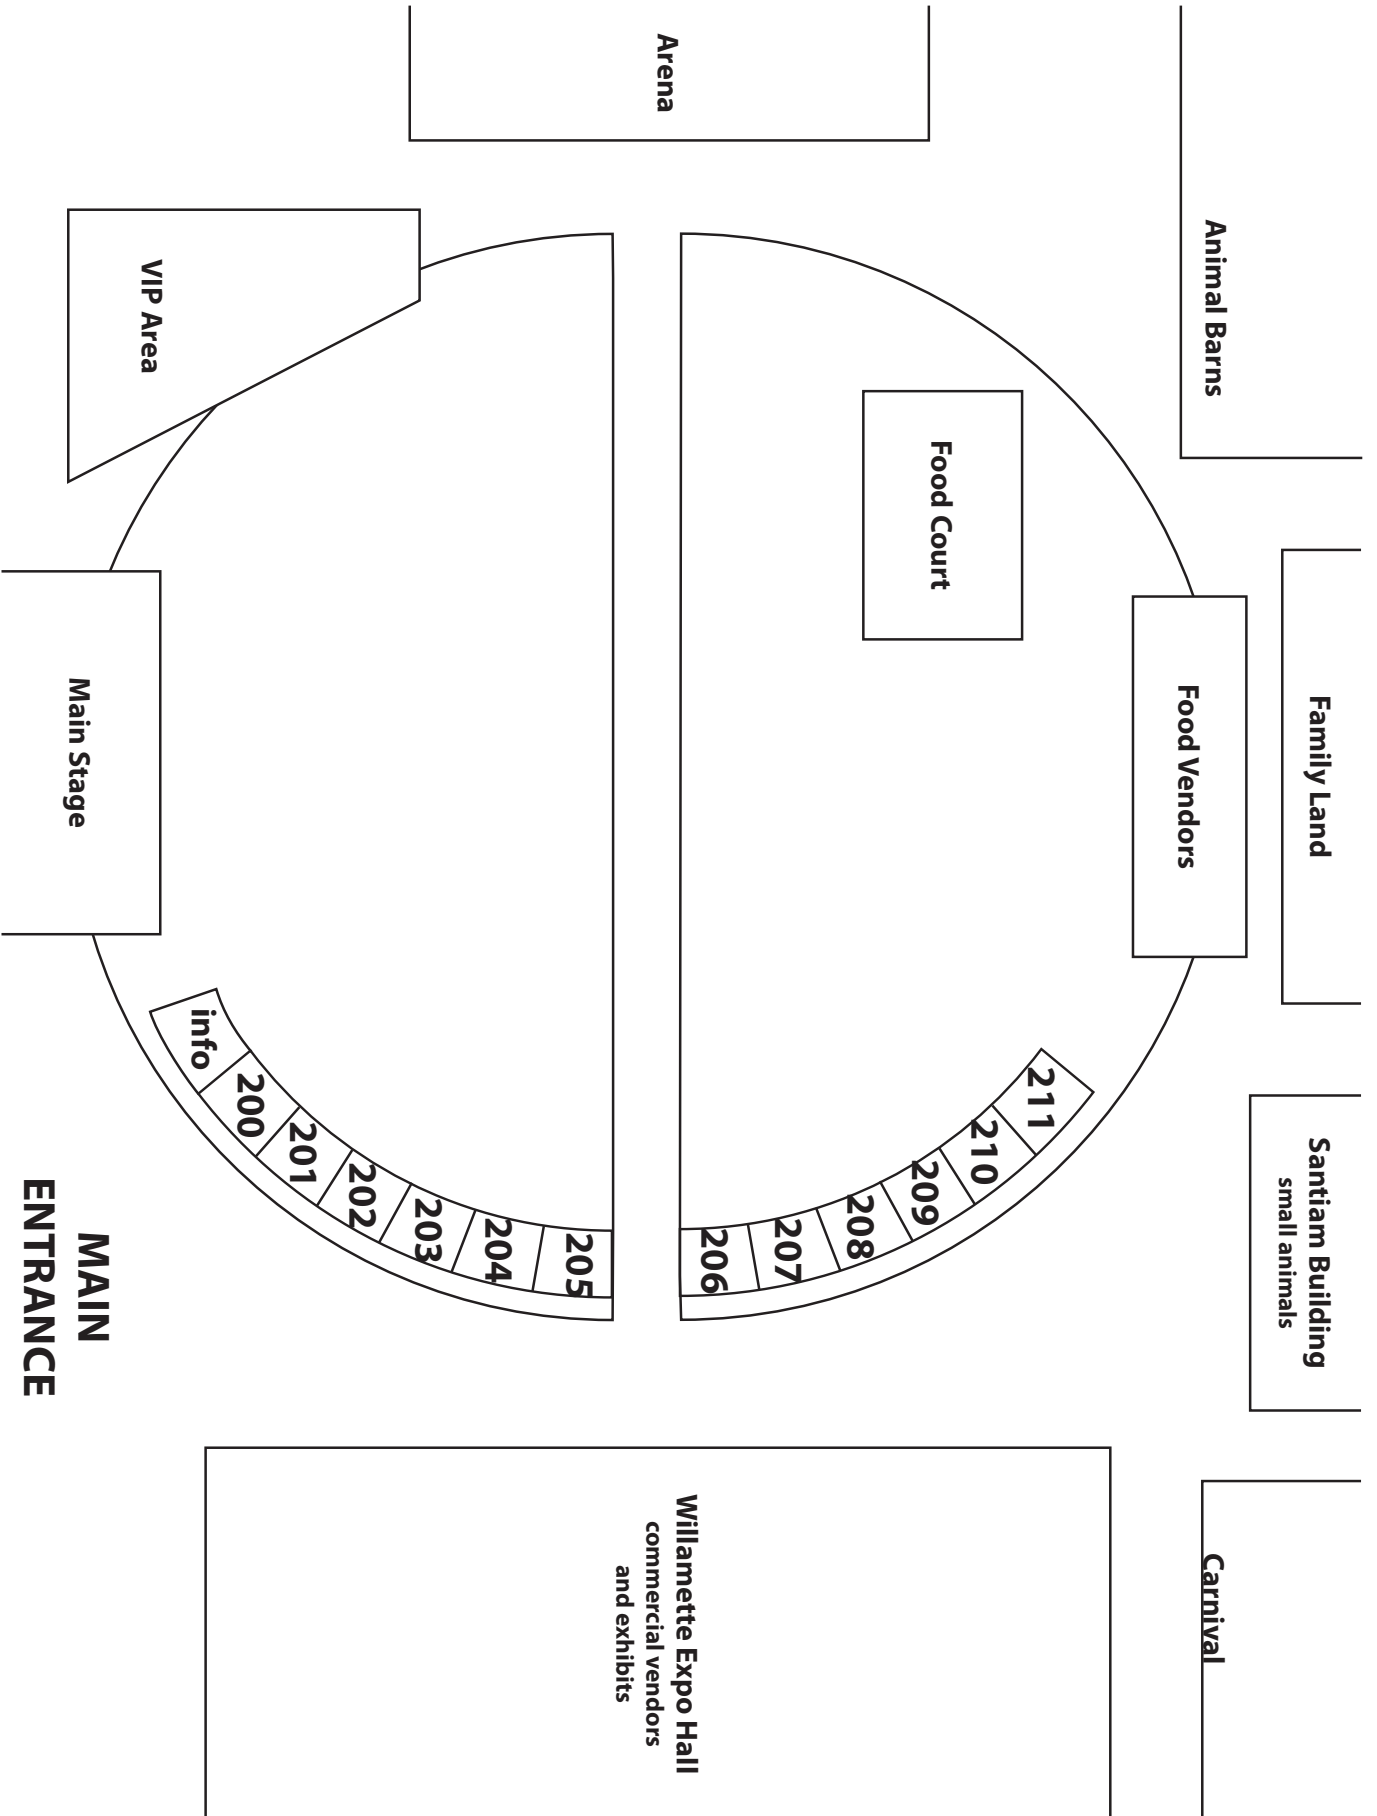 Animal Barns
Family Land
Santiam Building
small animals
Carnival
Food Vendors
Food Court
Arena
211
210
209
208
207
206
205
204
203
202
201
200
info
Willamette Expo Hall
commercial vendors
and exhibits
VIP Area
Main Stage
MAIN
ENTRANCE